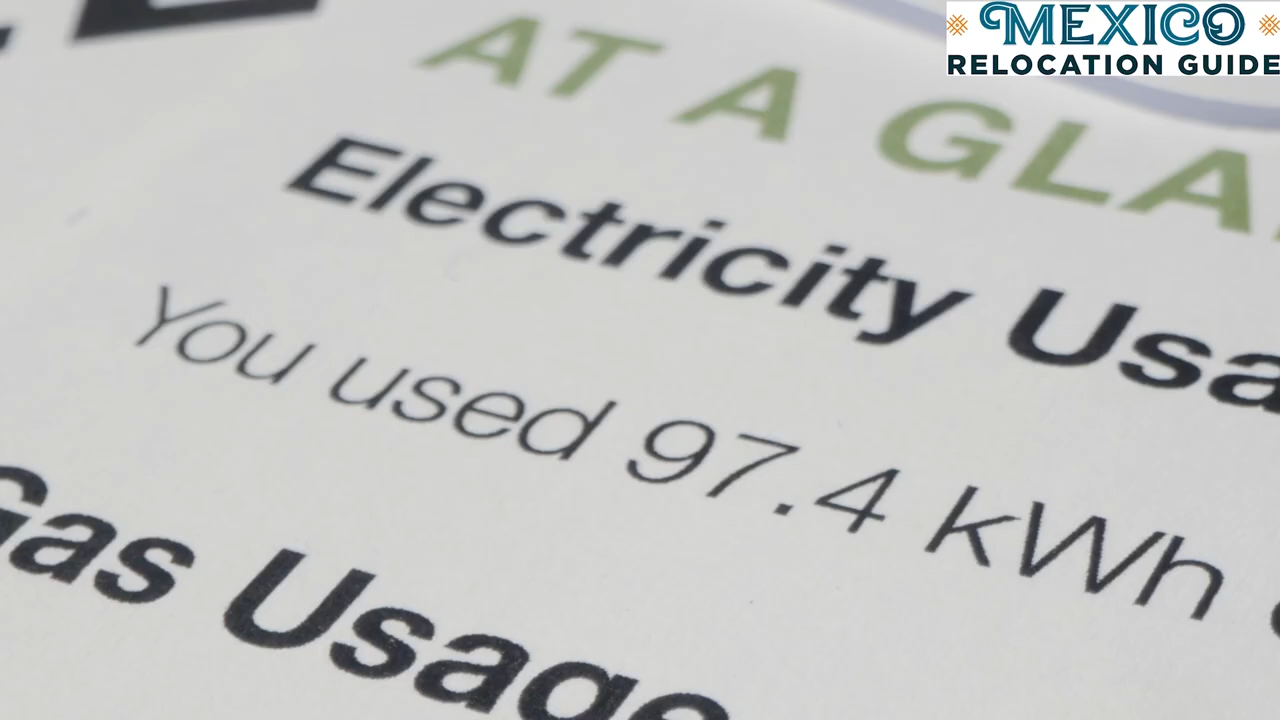 MEXICO
RELOCATION GUIDE
AT A GLA
Electricity Usa
You used 97.4 kWh
Gas Usage